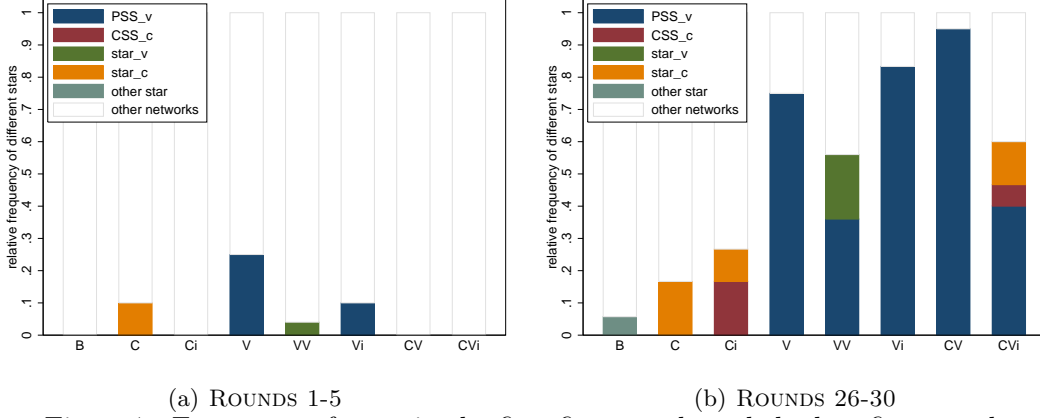 relative frequency of different stars
0 .1 .2 .3 .4 .5 .6 .7 .8 .9 1
PSS_v
CSS_c
star_v
star_c
other star
other networks
B C Ci V VV Vi CV CVi
(a) ROUNDS 1-5
relative frequency of different stars
0 .1 .2 .3 .4 .5 .6 .7 .8 .9 1
PSS_v
CSS_c
star_v
star_c
other star
other networks
B C Ci V VV Vi CV CVi
(b) ROUNDS 26-30